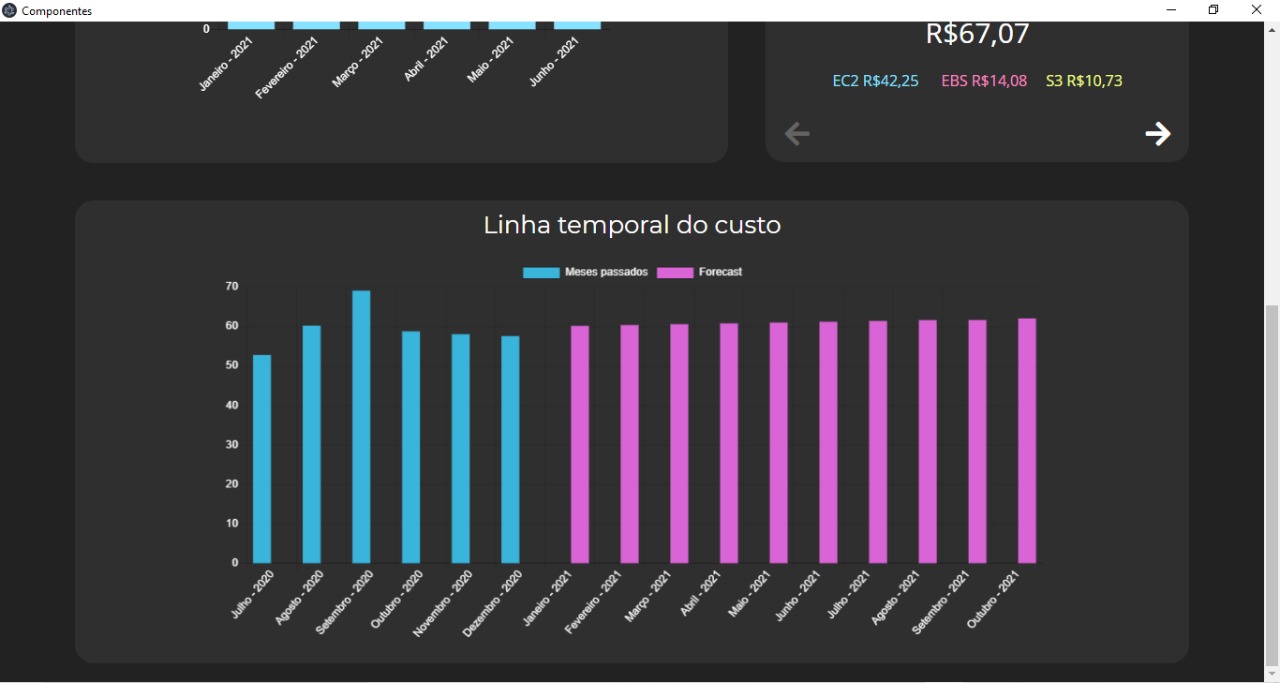 Componentes
0
Janeiro - 2021
Fevereiro - 2021
Março - 2021
Abril - 2021
Maio - 2021
Junho - 2021
R$67,07
EC2 R$42,25 EBS R$14,08 S3 R$10,73
Linha temporal do custo
Meses passados Forecast
70
60
50
40
30
20
10
0
Julho - 2020
Agosto - 2020
Setembro - 2020
Outubro - 2020
Novembro - 2020
Dezembro - 2020
Janeiro - 2021
Fevereiro - 2021
Março - 2021
Abril - 2021
Maio - 2021
Junho - 2021
Julho - 2021
Agosto - 2021
Setembro - 2021
Outubro - 2021